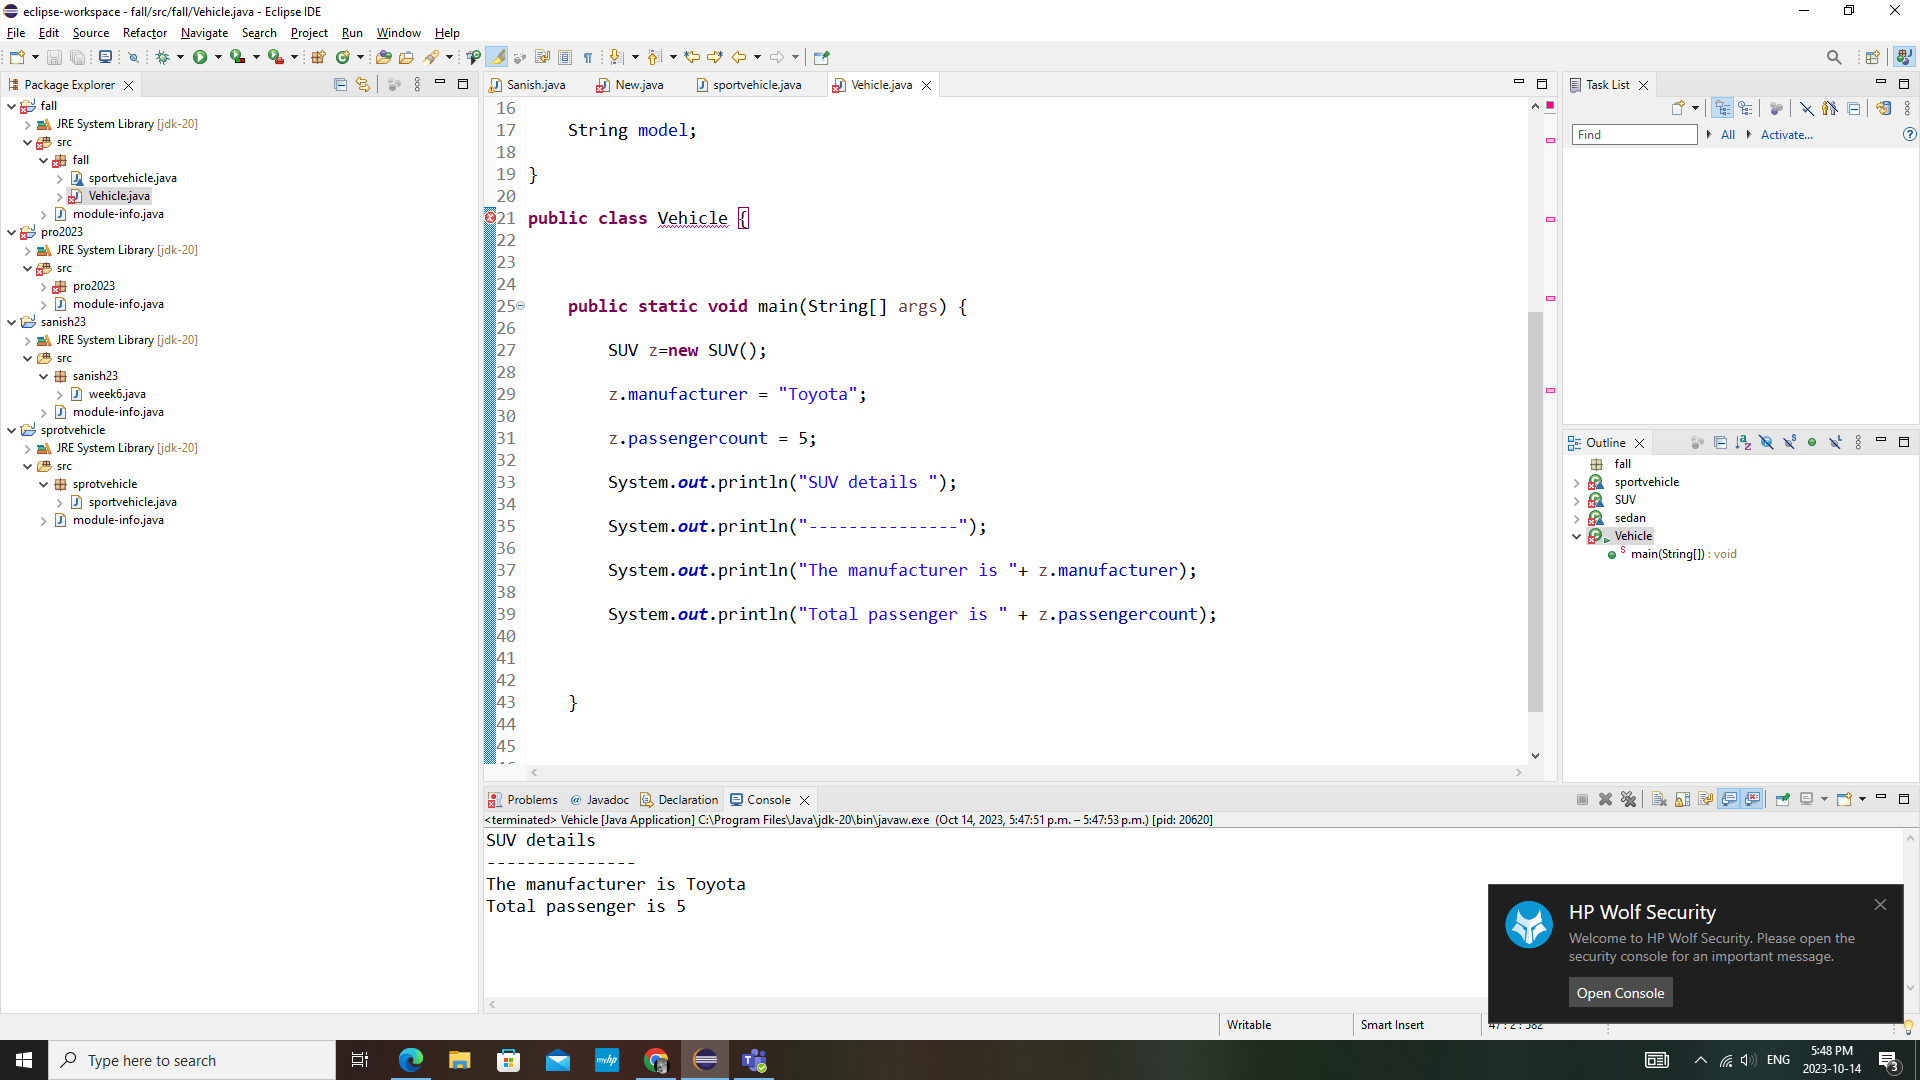 eclipse-workspace - fall/src/fall/Vehicle.java - Eclipse IDE
File Edit Source Refactor Navigate Search Project Run Window Help
Package Explorer
fall
JRE System Library [jdk-20]
src
fall
sportvehicle.java
Vehicle.java
module-info.java
pro2023
JRE System Library [jdk-20]
src
pro2023
module-info.java
sanish23
JRE System Library [jdk-20]
src
sanish23
week6.java
module-info.java
sprotvehicle
JRE System Library [jdk-20]
src
sprotvehicle
sportvehicle.java
module-info.java
Sanish.java New.java sportvehicle.java Vehicle.java
16
17 String model;
18
19 }
20
21 public class Vehicle {
22
23
24
25 public static void main(String[] args) {
26
27 SUV z=new SUV();
28
29 z.manufacturer = "Toyota";
30
31 z.passengercount = 5;
32
33 System.out.println("SUV details ");
34
35 System.out.println("---------------");
36
37 System.out.println("The manufacturer is "+ z.manufacturer);
38
39 System.out.println("Total passenger is " + z.passengercount);
40
41
42
43 }
44
45
Task List
Find All Activate...
Outline
fall
sportvehicle
SUV
sedan
Vehicle
main(String[]) : void
Problems Javadoc Declaration Console
<terminated> Vehicle [Java Application] C:\Program Files\Java\jdk-20\bin\javaw.exe (Oct 14, 2023, 5:47:51 p.m. – 5:47:53 p.m.) [pid: 20620]
SUV details
---------------
The manufacturer is Toyota
Total passenger is 5
HP Wolf Security
Welcome to HP Wolf Security. Please open the
security console for an important message.
Open Console
Writable Smart Insert 47 : 2 : 582
Type here to search
myhp
ENG
5:48 PM
2023-10-14
3